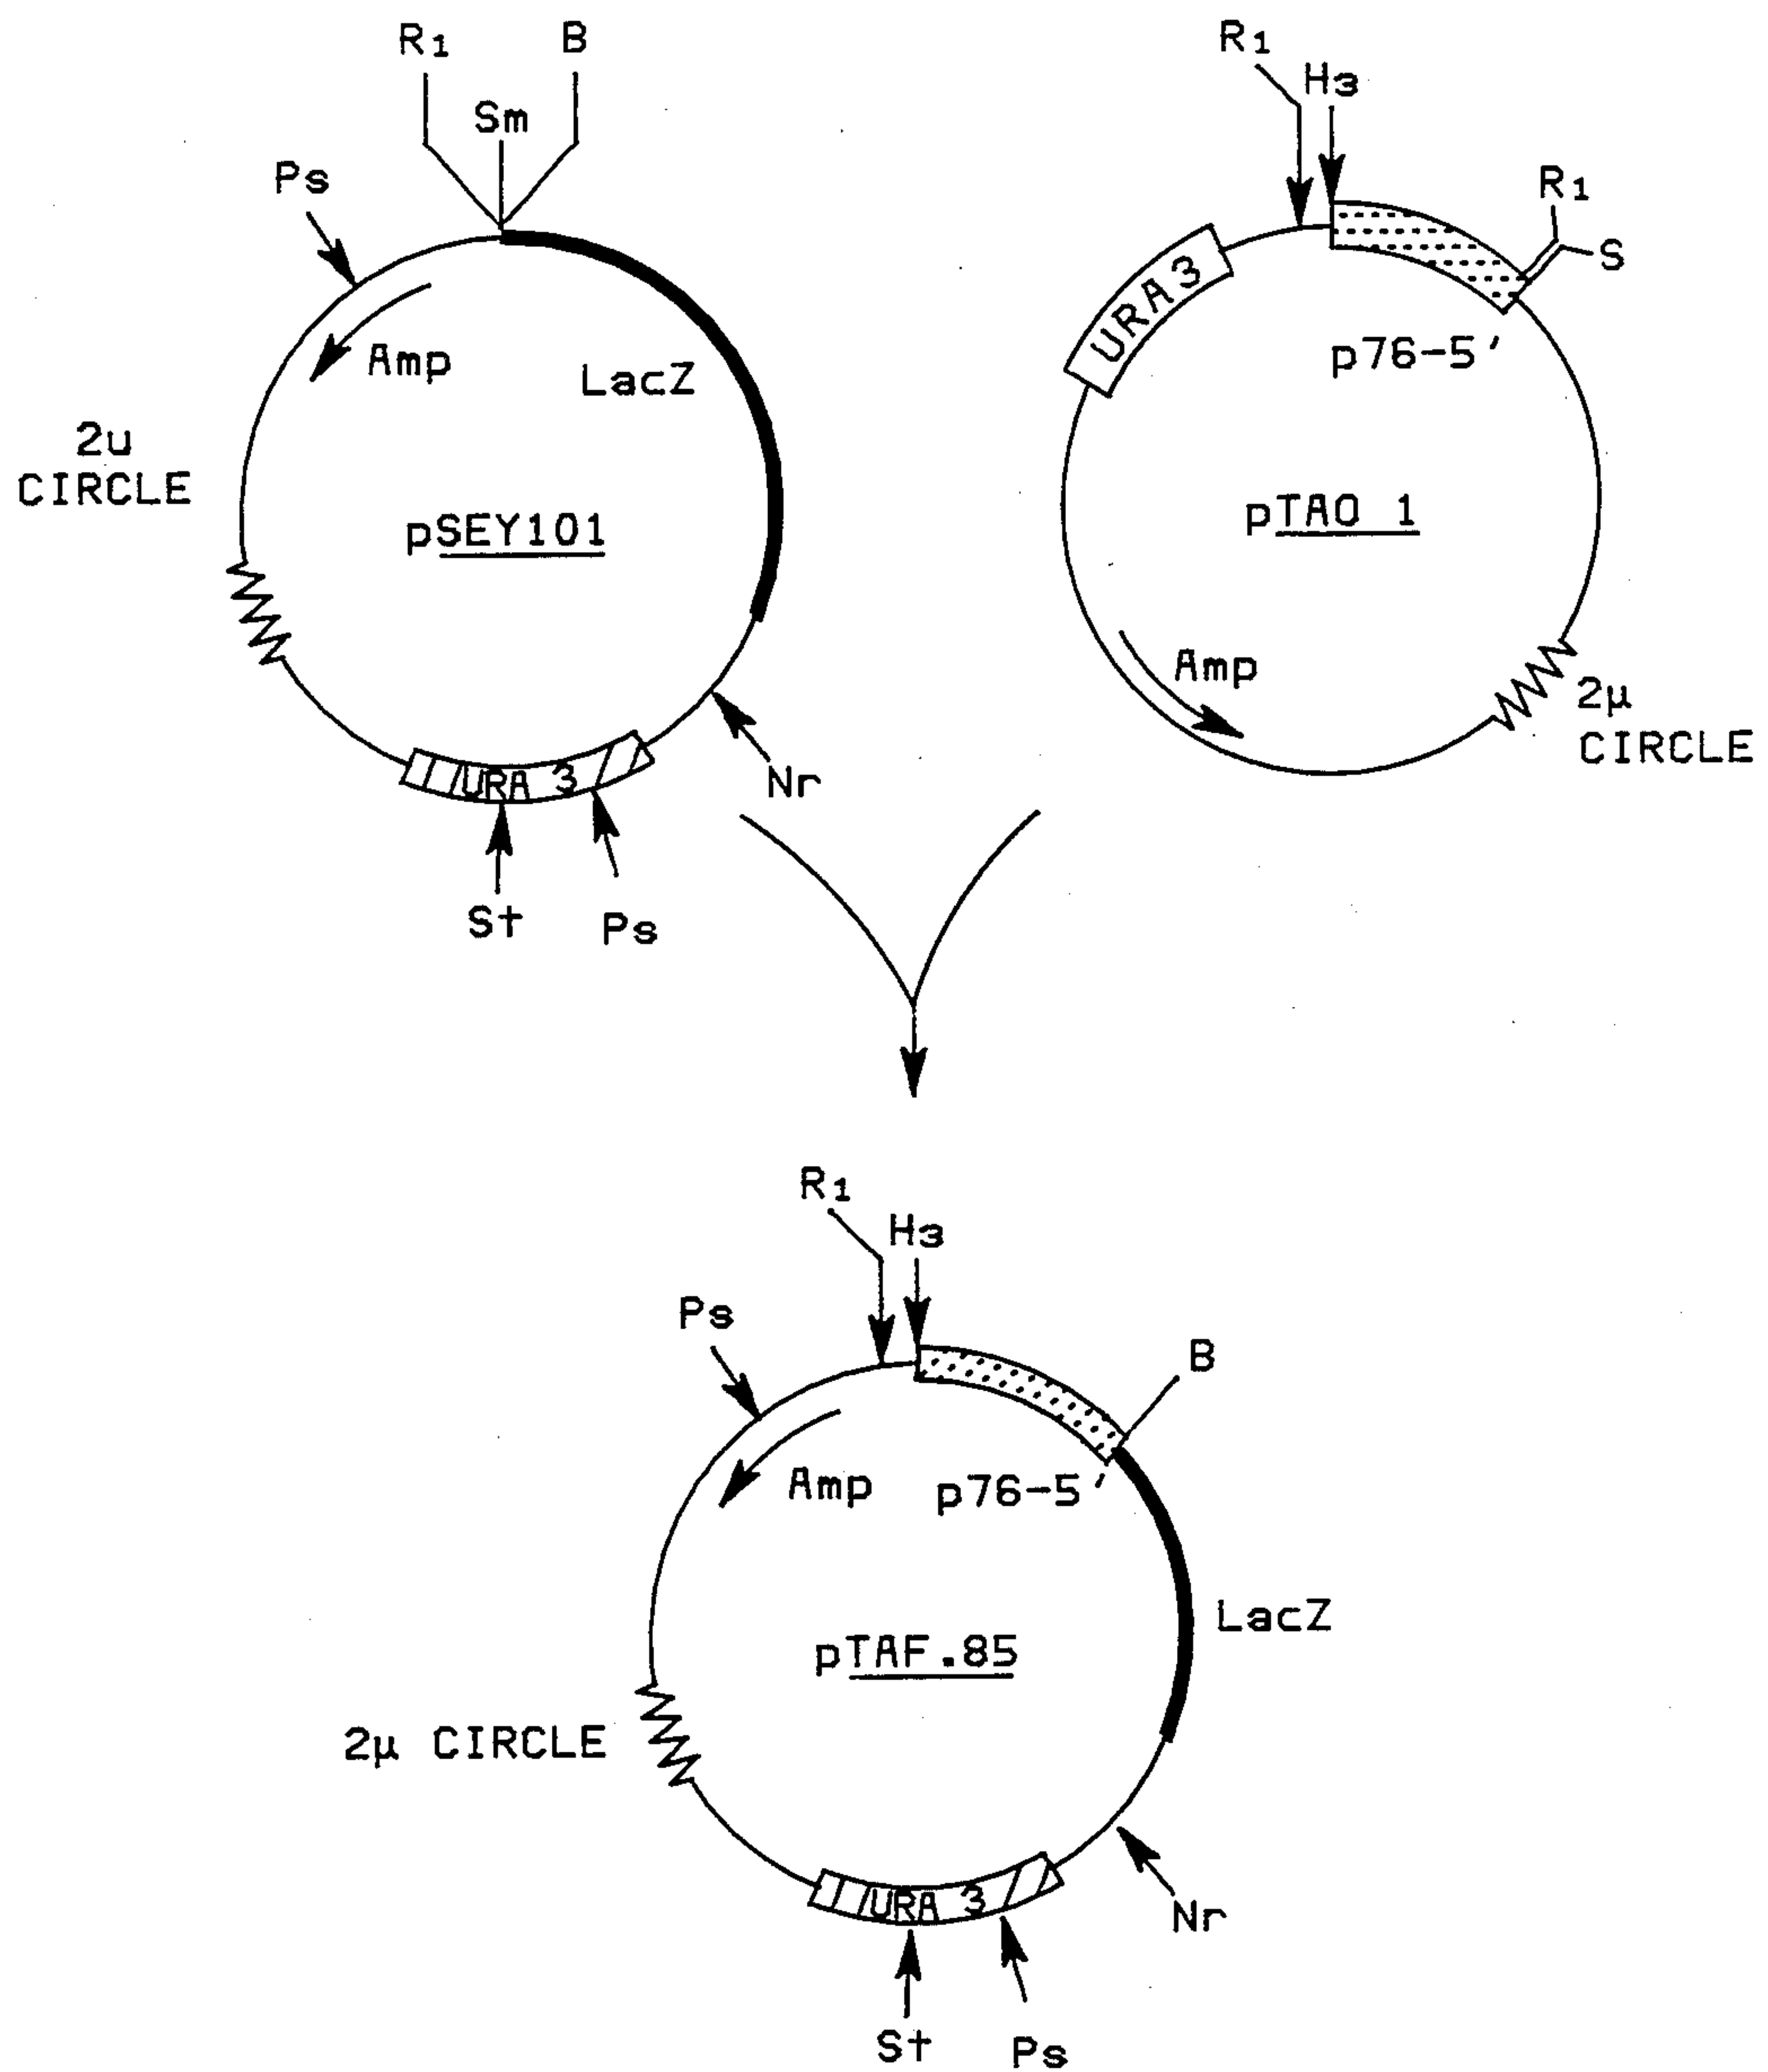 R1
B
Sm
Ps
Amp
LacZ
2u
CIRCLE
pSEY101
URA 3
Nr
St
Ps
R1
H3
R1
S
URA3
p76-5'
pTAO 1
Amp
2μ
CIRCLE
R1
H3
Ps
B
Amp
p76-5'
LacZ
pTAF.85
2μ CIRCLE
URA 3
Nr
St
Ps